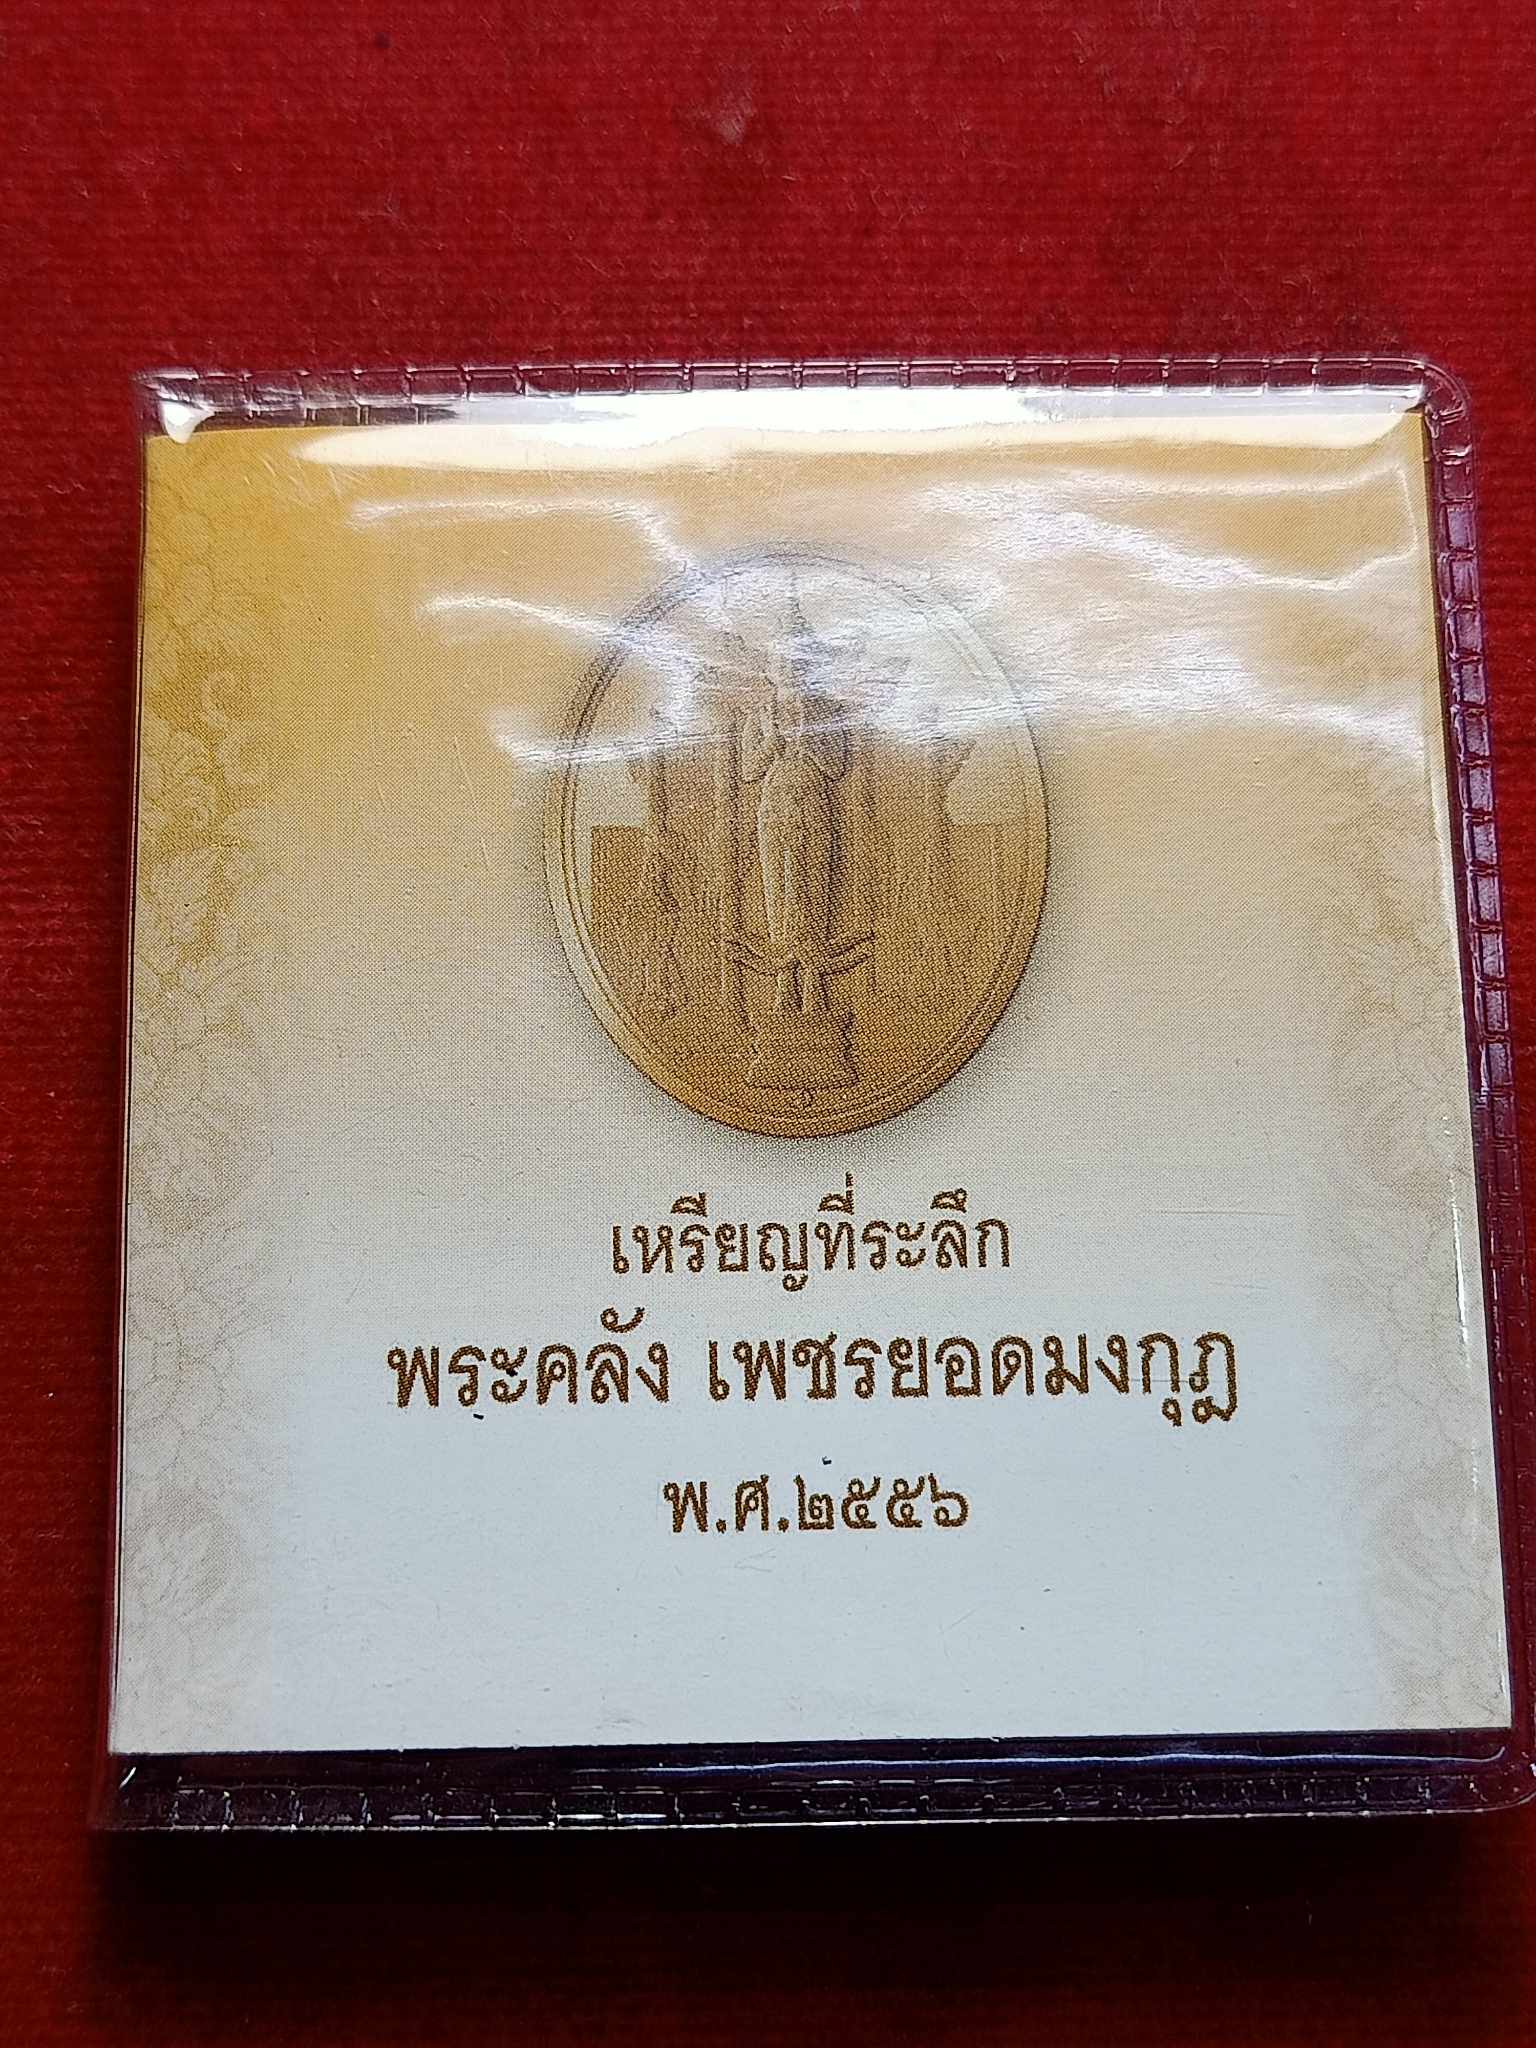 เหรียญที่ระลึก
พระคลัง เพชรยอดมงกุฎ
พ.ศ.๒๕๕๖